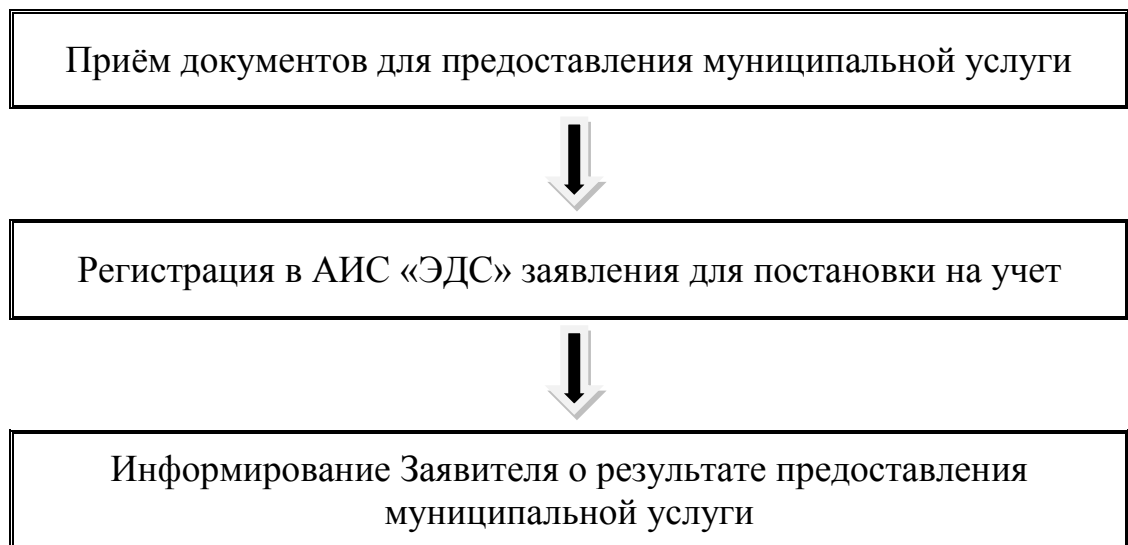 Приём документов для предоставления муниципальной услуги
Регистрация в АИС «ЭДС» заявления для постановки на учет
Информирование Заявителя о результате предоставления
муниципальной услуги